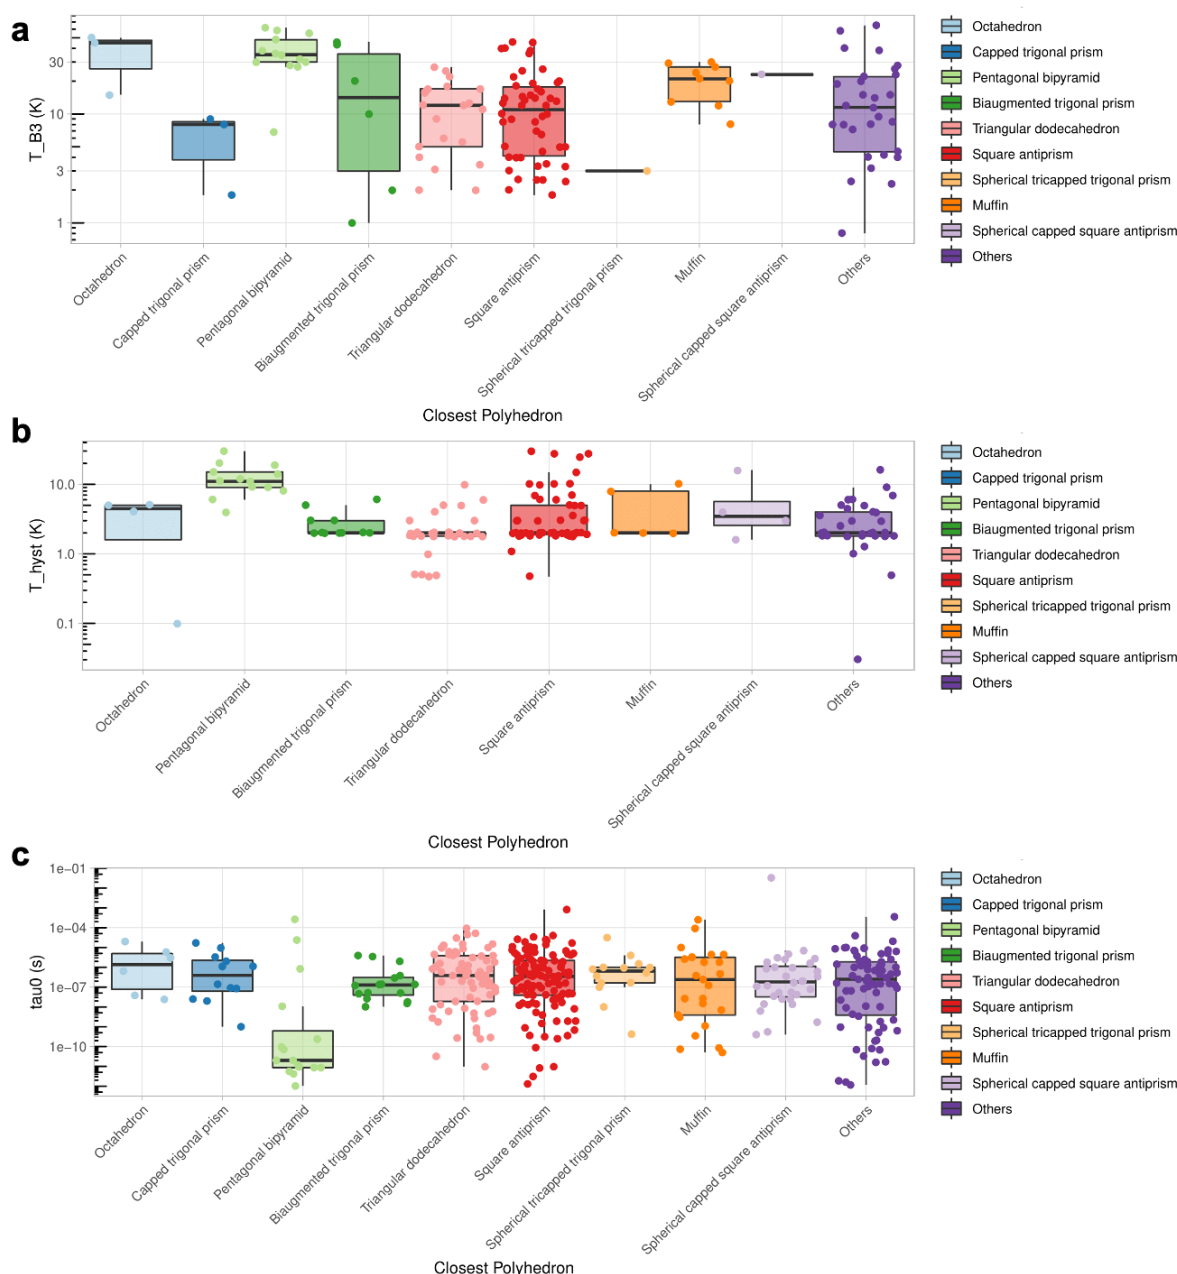 a
T_B3 (K)
30
10
3
1
Octahedron
Capped trigonal prism
Pentagonal bipyramid
Biaugmented trigonal prism
Triangular dodecahedron
Square antiprism
Spherical tricapped trigonal prism
Muffin
Spherical capped square antiprism
Others
Closest Polyhedron
Octahedron
Capped trigonal prism
Pentagonal bipyramid
Biaugmented trigonal prism
Triangular dodecahedron
Square antiprism
Spherical tricapped trigonal prism
Muffin
Spherical capped square antiprism
Others
b
T_hyst (K)
10.0
1.0
0.1
Octahedron
Pentagonal bipyramid
Biaugmented trigonal prism
Triangular dodecahedron
Square antiprism
Muffin
Spherical capped square antiprism
Others
Closest Polyhedron
Octahedron
Capped trigonal prism
Pentagonal bipyramid
Biaugmented trigonal prism
Triangular dodecahedron
Square antiprism
Spherical tricapped trigonal prism
Muffin
Spherical capped square antiprism
Others
c
tau0 (s)
1e−01
1e−04
1e−07
1e−10
Octahedron
Capped trigonal prism
Pentagonal bipyramid
Biaugmented trigonal prism
Triangular dodecahedron
Square antiprism
Spherical tricapped trigonal prism
Muffin
Spherical capped square antiprism
Others
Closest Polyhedron
Octahedron
Capped trigonal prism
Pentagonal bipyramid
Biaugmented trigonal prism
Triangular dodecahedron
Square antiprism
Spherical tricapped trigonal prism
Muffin
Spherical capped square antiprism
Others